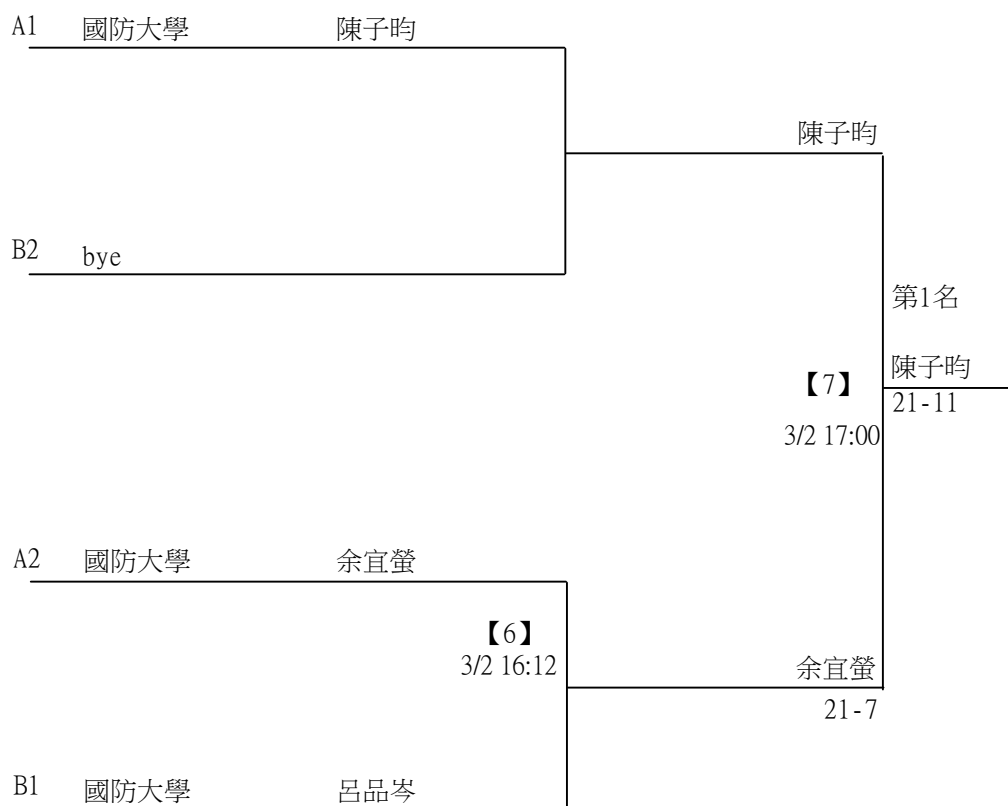 A1 國防大學 陳子昀
陳子昀
B2 bye
第1名
陳子昀
【7】
21-11
3/2 17:00
A2 國防大學 余宜螢
【6】
3/2 16:12
余宜螢
21-7
B1 國防大學 呂品岑